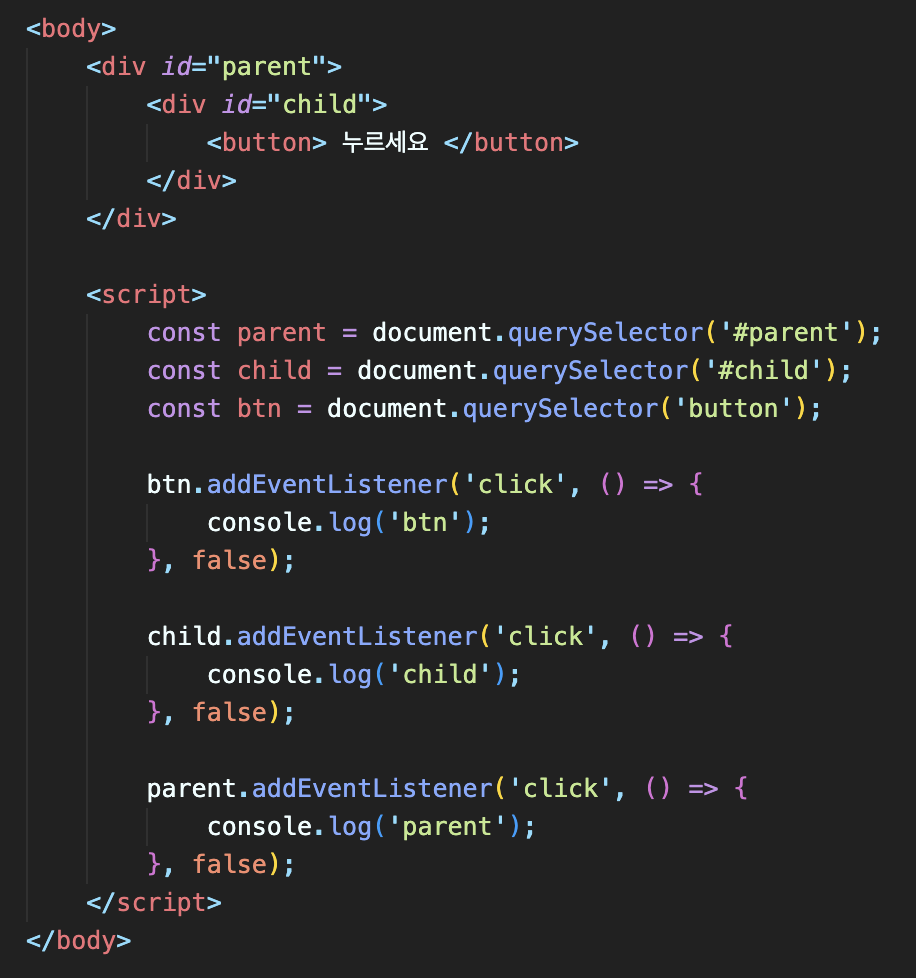 <body>
<div id="parent">
<div id="child">
<button> 누르세요 </button>
</div>
</div>
<script>
const parent = document.querySelector('#parent');
const child = document.querySelector('#child');
const btn = document.querySelector('button');
btn.addEventListener('click', () => {
console.log('btn');
}, false);
child.addEventListener('click', () => {
console.log('child');
}, false);
parent.addEventListener('click', () => {
console.log('parent');
}, false);
</script>
</body>